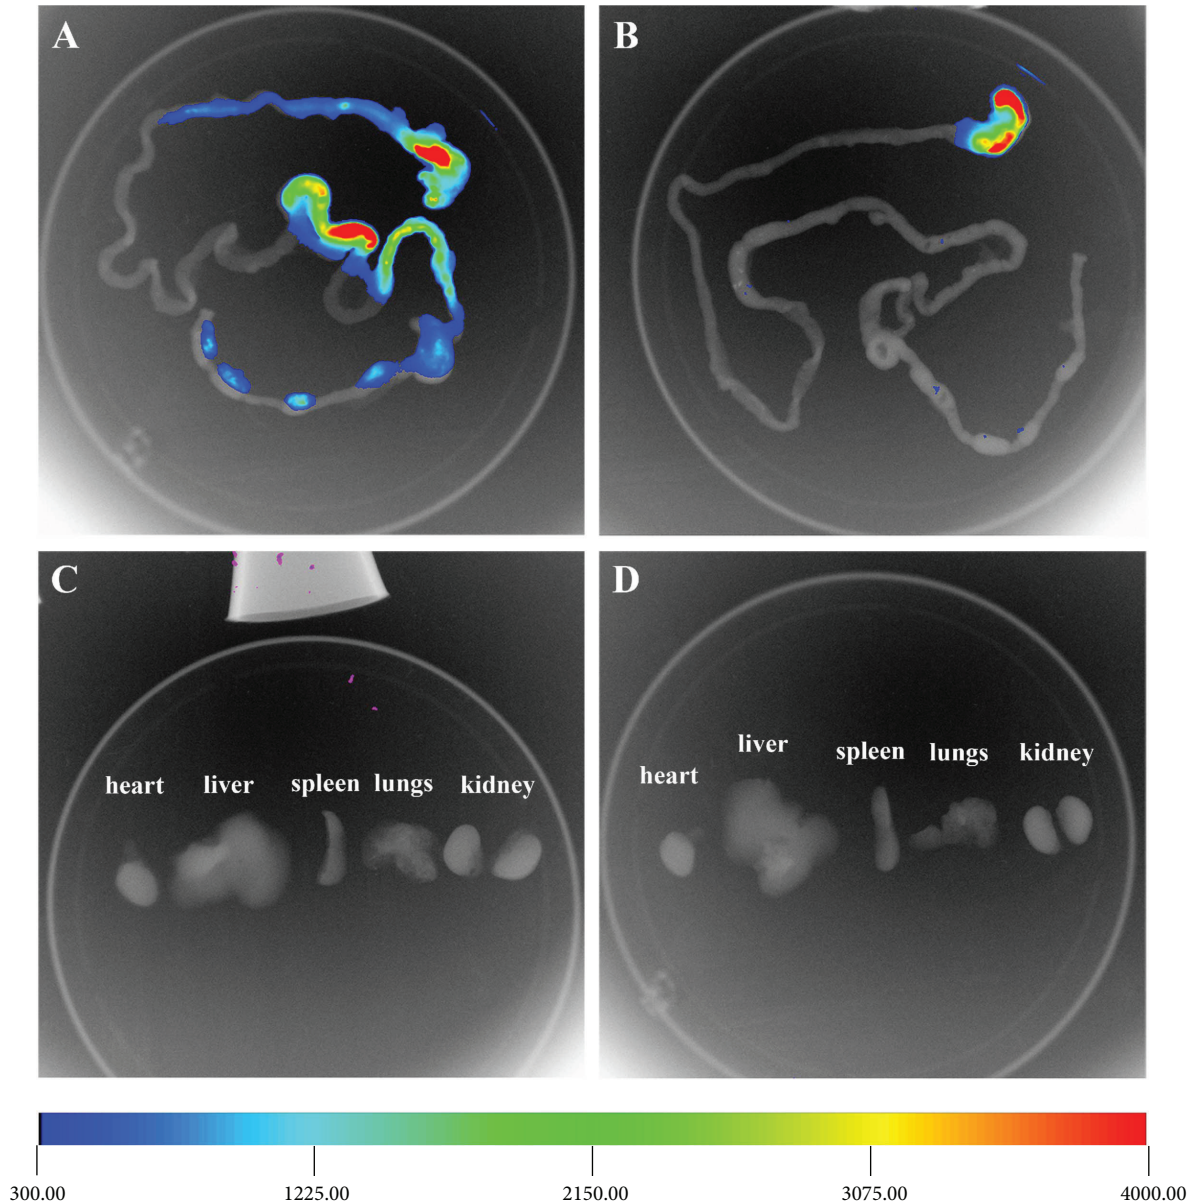 A
B
C
heart liver spleen lungs kidney
D
heart liver spleen lungs kidney
300.00 1225.00 2150.00 3075.00 4000.00